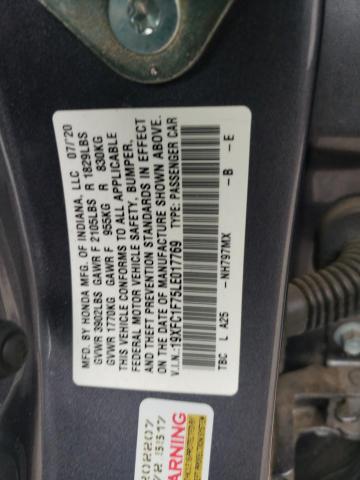 MFD. BY HONDA MFG. OF INDIANA, LLC 07/'20
GVWR 3902LBS GAWR F 2105LBS R 1829LBS
GVWR 1770KG GAWR F 955KG R 830KG
THIS VEHICLE CONFORMS TO ALL APPLICABLE
FEDERAL MOTOR VEHICLE SAFETY, BUMPER,
AND THEFT PREVENTION STANDARDS IN EFFECT
ON THE DATE OF MANUFACTURE SHOWN ABOVE.
V.I.N.: 19XFC1F75LE017769 TYPE: PASSENGER CAR
TBC L A25 -NH797MX -B -E
WARNING